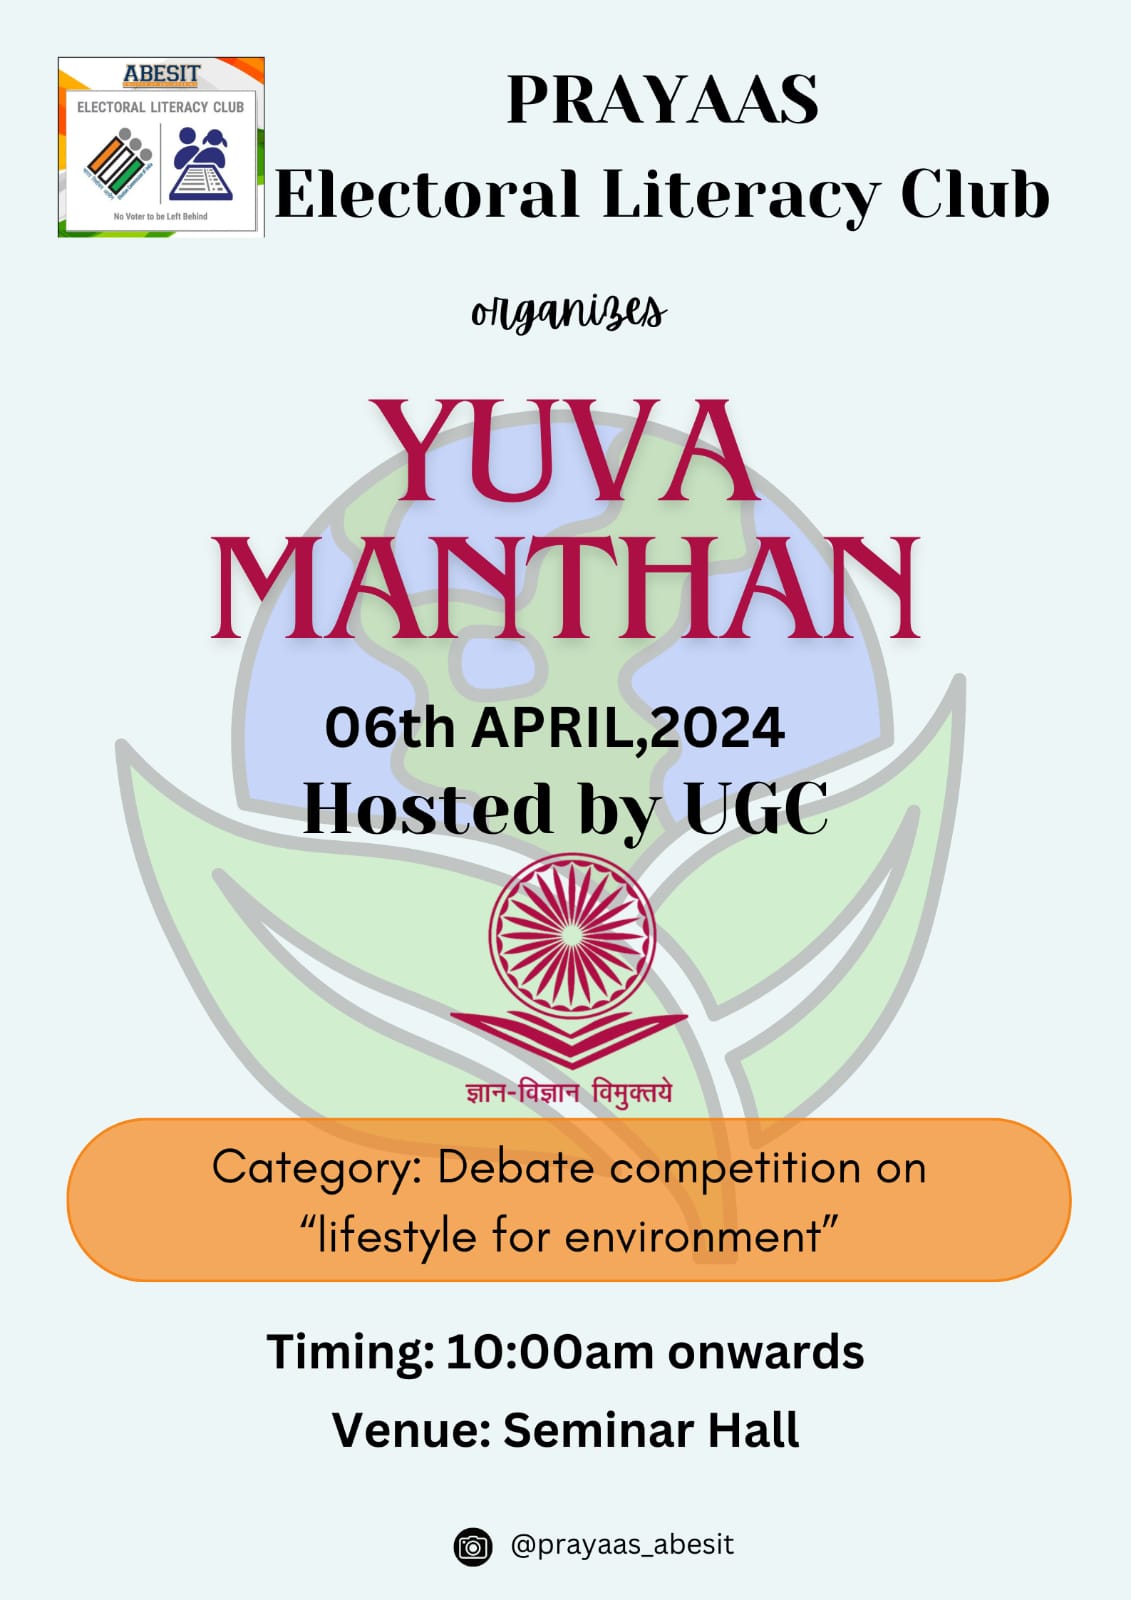 ABESIT
ELECTORAL LITERACY CLUB
No Voter to be Left Behind
PRAYAAS
Electoral Literacy Club
organizes
YUVA
MANTHAN
06th APRIL,2024
Hosted by UGC
ज्ञान-विज्ञान विमुक्तये
Category: Debate competition on
“lifestyle for environment”
Timing: 10:00am onwards
Venue: Seminar Hall
@prayaas_abesit